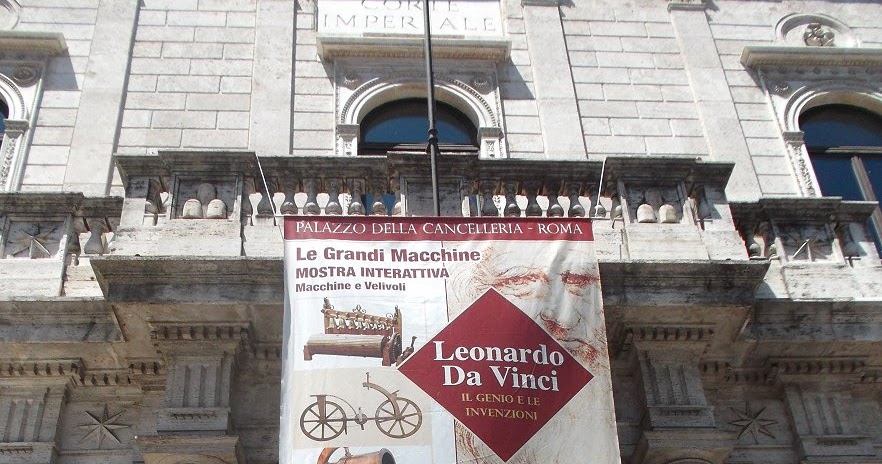 CORTE
IMPERIALE
PALAZZO DELLA CANCELLERIA - ROMA
Le Grandi Macchine
MOSTRA INTERATTIVA
Macchine e Velivoli
Leonardo
Da Vinci
IL GENIO E LE
INVENZIONI